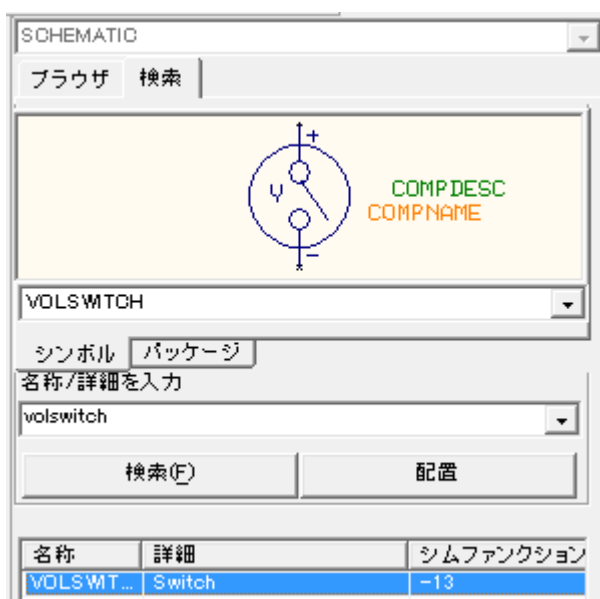 SCHEMATIC
ブラウザ 検索
+
V COMPDESC
COMPNAME
-
VOLSWITCH
シンボル パッケージ
名称/詳細を入力
volswitch
検索(F) 配置
名称 詳細 シムファンクション
VOLSWIT... Switch -13